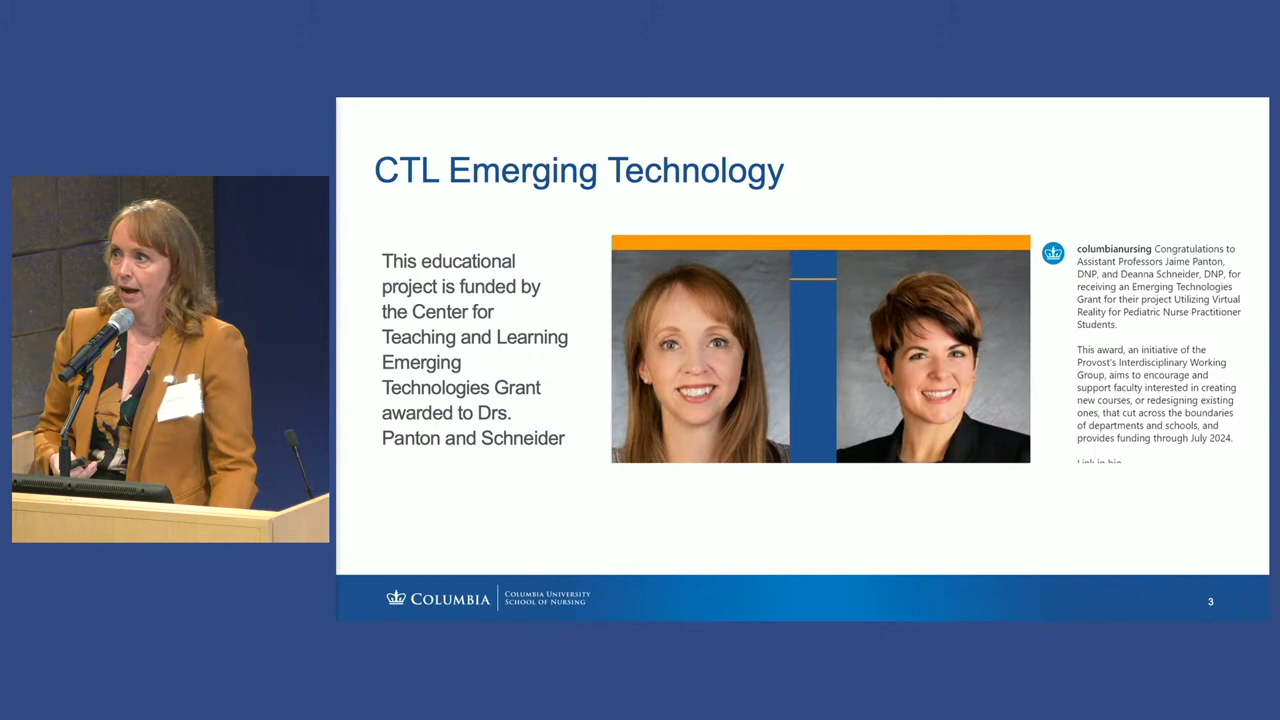 CTL Emerging Technology
This educational
project is funded by
the Center for
Teaching and Learning
Emerging
Technologies Grant
awarded to Drs.
Panton and Schneider
columbianursing Congratulations to
Assistant Professors Jaime Panton,
DNP, and Deanna Schneider, DNP, for
receiving an Emerging Technologies
Grant for their project Utilizing Virtual
Reality for Pediatric Nurse Practitioner
Students.
This award, an initiative of the
Provost's Interdisciplinary Working
Group, aims to encourage and
support faculty interested in creating
new courses, or redesigning existing
ones, that cut across the boundaries
of departments and schools, and
provides funding through July 2024.
Link in bio
COLUMBIA
COLUMBIA UNIVERSITY
SCHOOL OF NURSING
3